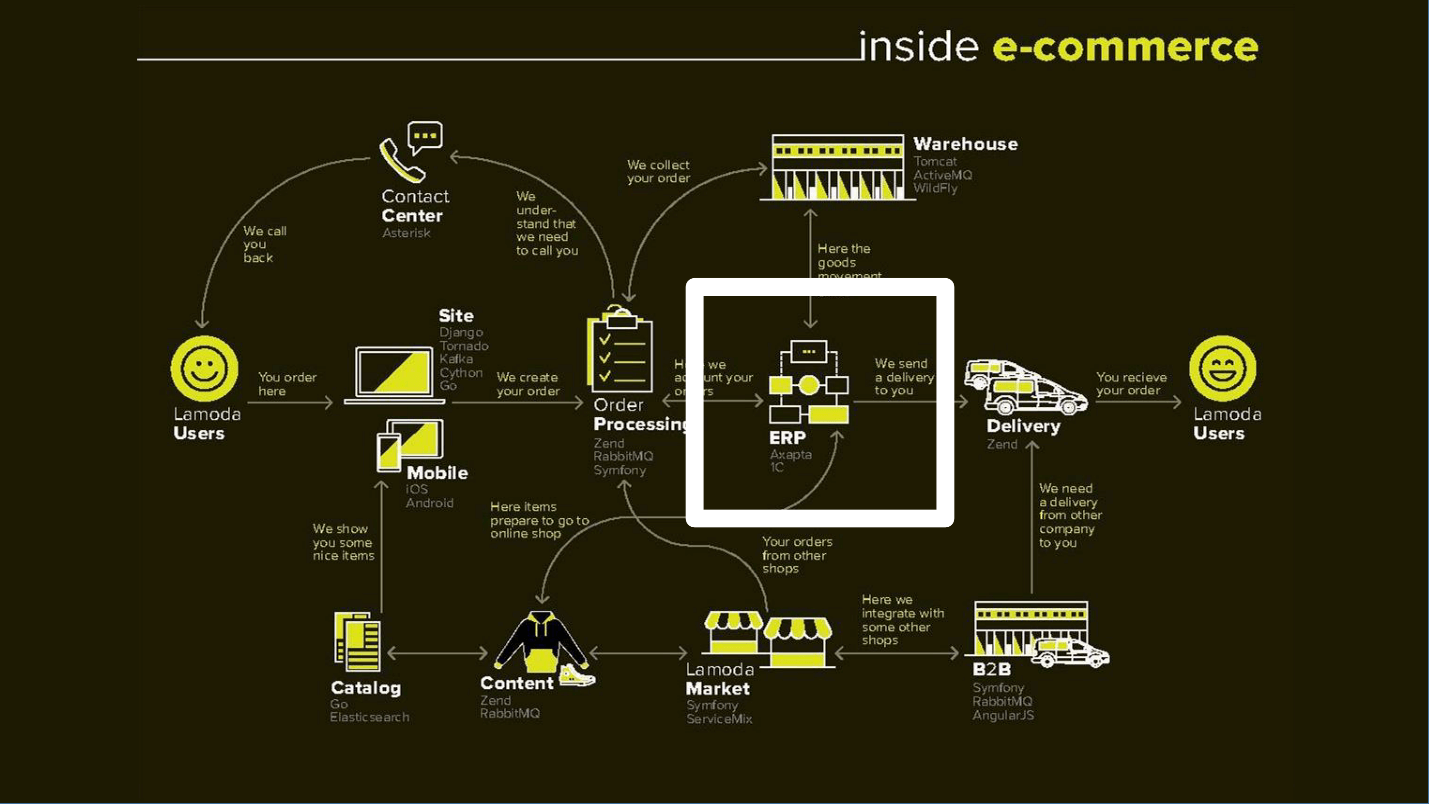 inside e-commerce
Contact
Center
Asterisk
We
under-
stand that
we need
to call you
We collect
your order
Warehouse
Tomcat
ActiveMQ
WildFly
We call
you
back
Here the
goods
movement
Lamoda
Users
You order
here
Site
Django
Tornado
Kafka
Cython
Go
Mobile
iOS
Android
We create
your order
Order
Processing
Zend
RabbitMQ
Symfony
we
your
ERP
Axapta
1C
We send
a delivery
to you
Delivery
Zend
You recieve
your order
Lamoda
Users
We show
you some
nice items
Here items
prepare to go to
online shop
Your orders
from other
shops
We need
a delivery
from other
company
to you
Here we
integrate with
some other
shops
Catalog
Go
Elasticsearch
Content
Zend
RabbitMQ
Lamoda
Market
Symfony
ServiceMix
B2B
Symfony
RabbitMQ
AngularJS